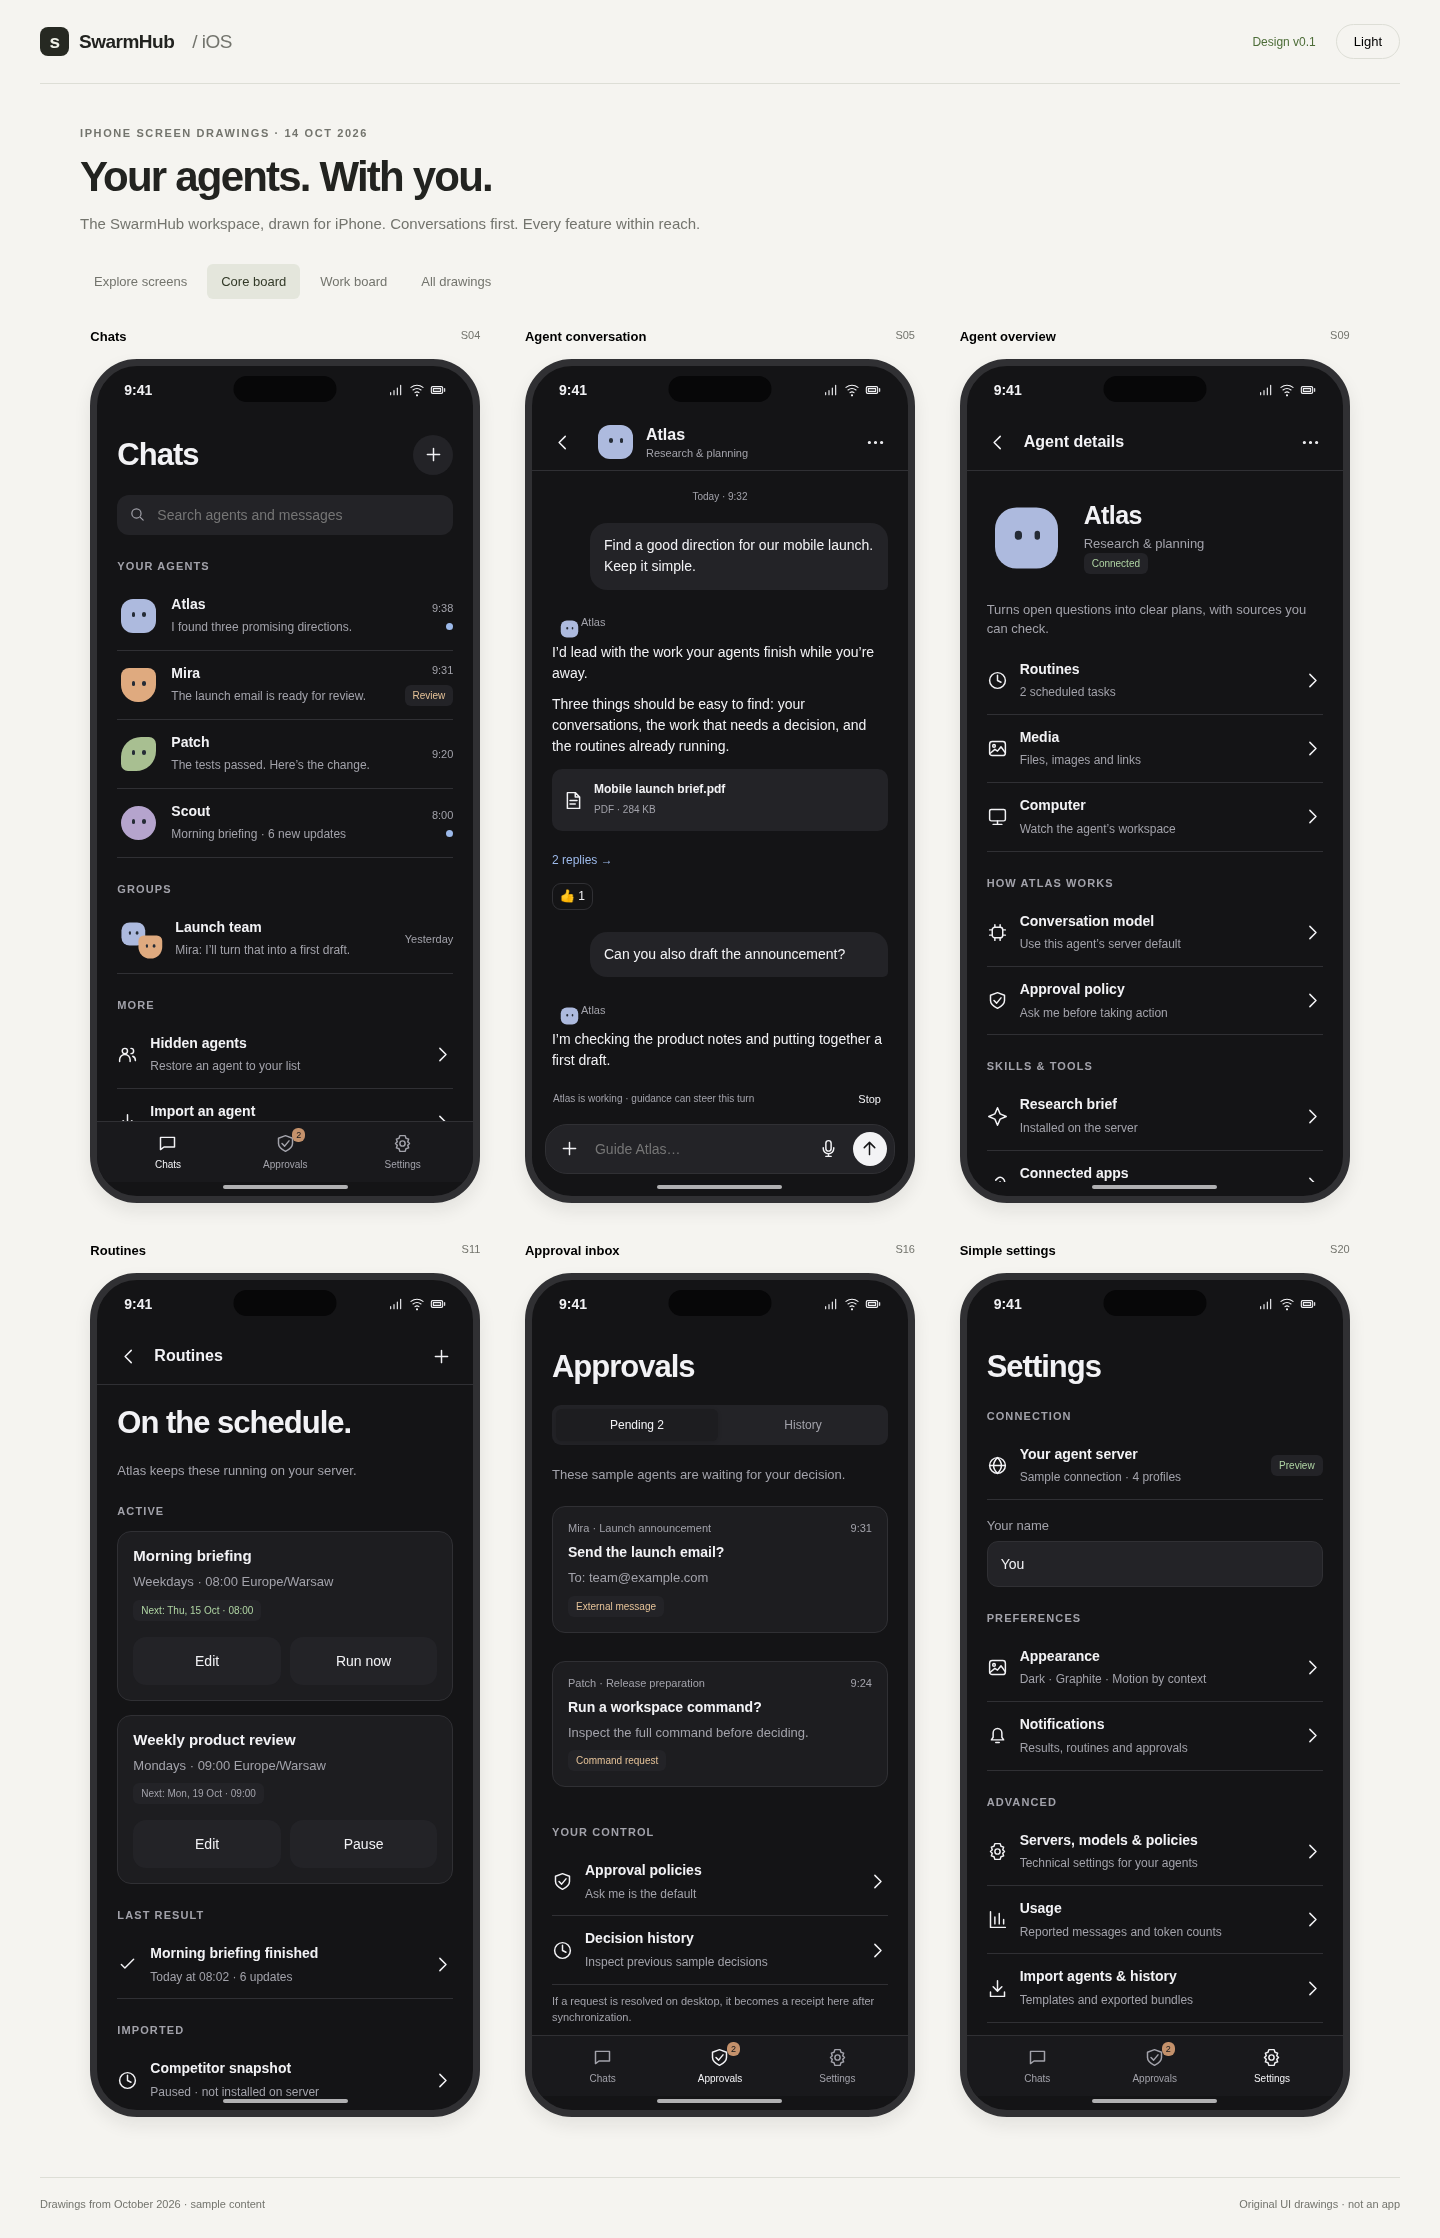 s SwarmHub / iOS
Design v0.1
Light
IPHONE SCREEN DRAWINGS · 14 OCT 2026
Your agents. With you.
The SwarmHub workspace, drawn for iPhone. Conversations first. Every feature within reach.
Explore screens
Core board
Work board
All drawings
Chats
S04
9:41
Chats
Search agents and messages
YOUR AGENTS
Atlas
9:38
I found three promising directions.
Mira
9:31
The launch email is ready for review.
Review
Patch
9:20
The tests passed. Here’s the change.
Scout
8:00
Morning briefing · 6 new updates
GROUPS
Launch team
Yesterday
Mira: I’ll turn that into a first draft.
MORE
Hidden agents
Restore an agent to your list
Import an agent
Chats
2
Approvals
Settings
Agent conversation
S05
9:41
Atlas
Research & planning
Today · 9:32
Find a good direction for our mobile launch.
Keep it simple.
Atlas
I’d lead with the work your agents finish while you’re
away.
Three things should be easy to find: your
conversations, the work that needs a decision, and
the routines already running.
Mobile launch brief.pdf
PDF · 284 KB
2 replies →
👍 1
Can you also draft the announcement?
Atlas
I’m checking the product notes and putting together a
first draft.
Atlas is working · guidance can steer this turn
Stop
Guide Atlas…
Agent overview
S09
9:41
Agent details
Atlas
Research & planning
Connected
Turns open questions into clear plans, with sources you
can check.
Routines
2 scheduled tasks
Media
Files, images and links
Computer
Watch the agent’s workspace
HOW ATLAS WORKS
Conversation model
Use this agent’s server default
Approval policy
Ask me before taking action
SKILLS & TOOLS
Research brief
Installed on the server
Connected apps
Routines
S11
9:41
Routines
On the schedule.
Atlas keeps these running on your server.
ACTIVE
Morning briefing
Weekdays · 08:00 Europe/Warsaw
Next: Thu, 15 Oct · 08:00
Edit
Run now
Weekly product review
Mondays · 09:00 Europe/Warsaw
Next: Mon, 19 Oct · 09:00
Edit
Pause
LAST RESULT
Morning briefing finished
Today at 08:02 · 6 updates
IMPORTED
Competitor snapshot
Paused · not installed on server
Approval inbox
S16
9:41
Approvals
Pending 2
History
These sample agents are waiting for your decision.
Mira · Launch announcement
9:31
Send the launch email?
To: team@example.com
External message
Patch · Release preparation
9:24
Run a workspace command?
Inspect the full command before deciding.
Command request
YOUR CONTROL
Approval policies
Ask me is the default
Decision history
Inspect previous sample decisions
If a request is resolved on desktop, it becomes a receipt here after
synchronization.
Chats
2
Approvals
Settings
Simple settings
S20
9:41
Settings
CONNECTION
Your agent server
Sample connection · 4 profiles
Preview
Your name
You
PREFERENCES
Appearance
Dark · Graphite · Motion by context
Notifications
Results, routines and approvals
ADVANCED
Servers, models & policies
Technical settings for your agents
Usage
Reported messages and token counts
Import agents & history
Templates and exported bundles
Chats
2
Approvals
Settings
Drawings from October 2026 · sample content
Original UI drawings · not an app